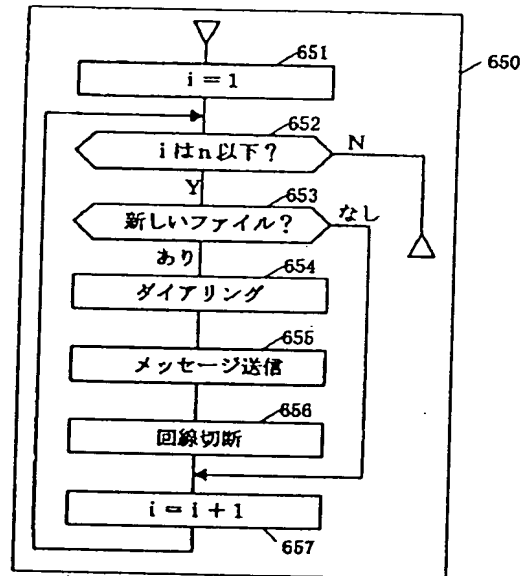 651
650
i = 1
652
iはn以下?
N
Y
653
新しいファイル?
なし
あり
654
ダイアリング
655
メッセージ送信
656
回線切断
i = i + 1
657